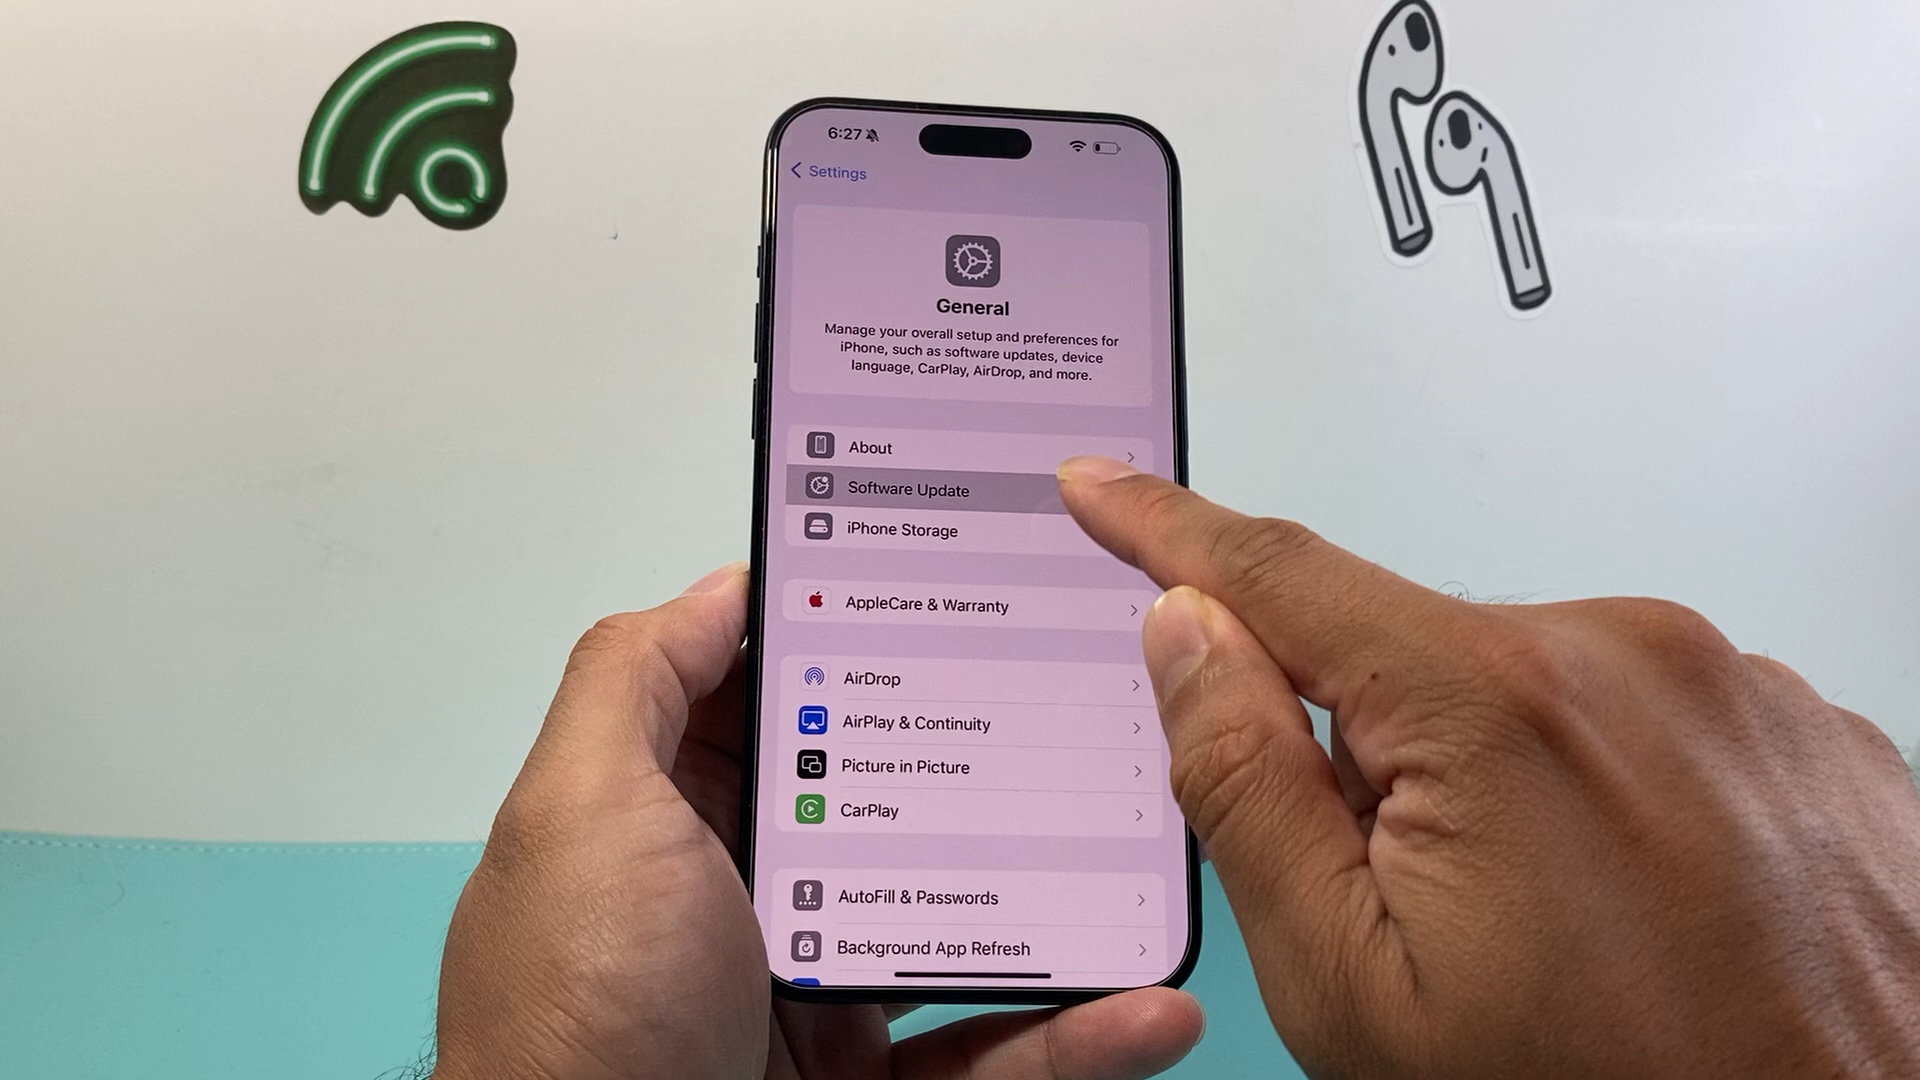 6:27
Settings
General
Manage your overall setup and preferences for
iPhone, such as software updates, device
language, CarPlay, AirDrop, and more.
About
Software Update
iPhone Storage
AppleCare & Warranty
AirDrop
AirPlay & Continuity
Picture in Picture
CarPlay
AutoFill & Passwords
Background App Refresh